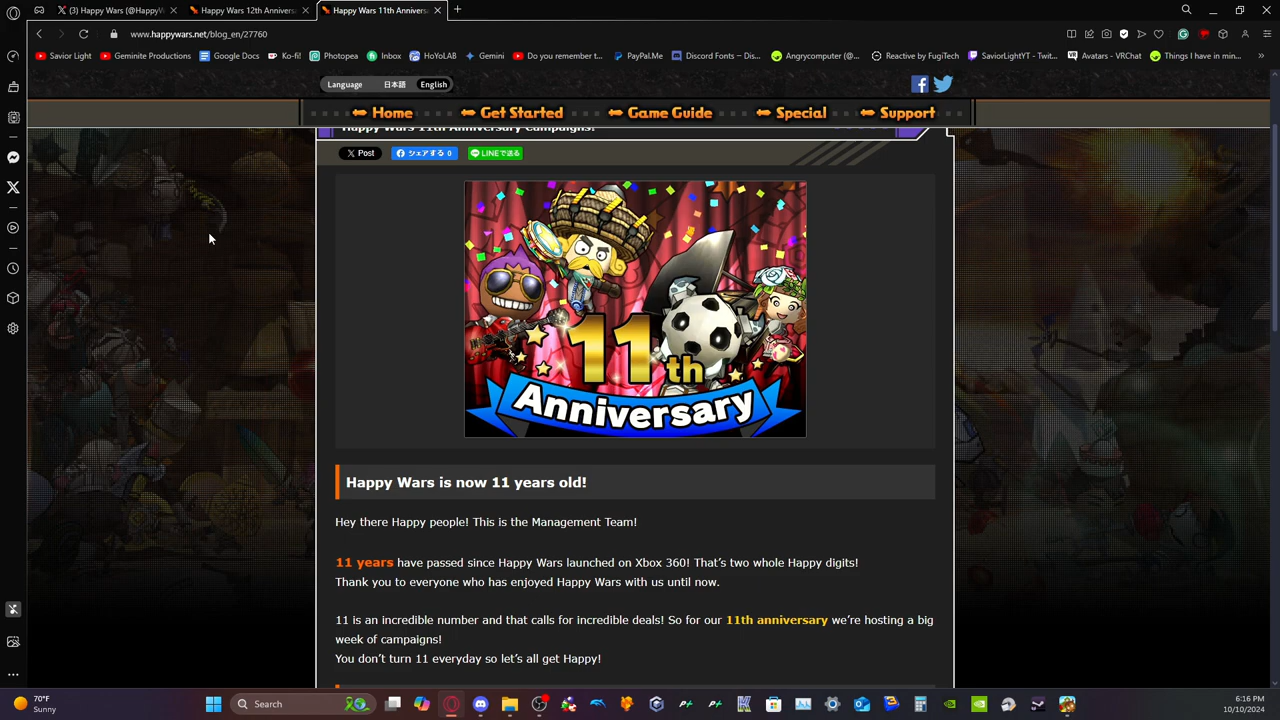 (3) Happy Wars (@HappyW
Happy Wars 12th Anniversa
Happy Wars 11th Annivers
www.happywars.net/blog_en/27760
Savior Light
Geminite Productions
Google Docs
Ko-fi
Photopea
Inbox
HoYoLAB
Gemini
Do you remember t...
PayPal.Me
Discord Fonts – Dis...
Angrycomputer (@...
Reactive by FugiTech
SaviorLightYT - Twit...
Avatars - VRChat
Things I have in min...
Language 日本語 English
Home Get Started Game Guide Special Support
Happy Wars 11th Anniversary Campaigns!
X Post
シェアする 0
LINEで送る
11th
Anniversary
Happy Wars is now 11 years old!
Hey there Happy people! This is the Management Team!
11 years have passed since Happy Wars launched on Xbox 360! That's two whole Happy digits!
Thank you to everyone who has enjoyed Happy Wars with us until now.
11 is an incredible number and that calls for incredible deals! So for our 11th anniversary we're hosting a big
week of campaigns!
You don't turn 11 everyday so let's all get Happy!
70°F
Sunny
Search
6:16 PM
10/10/2024